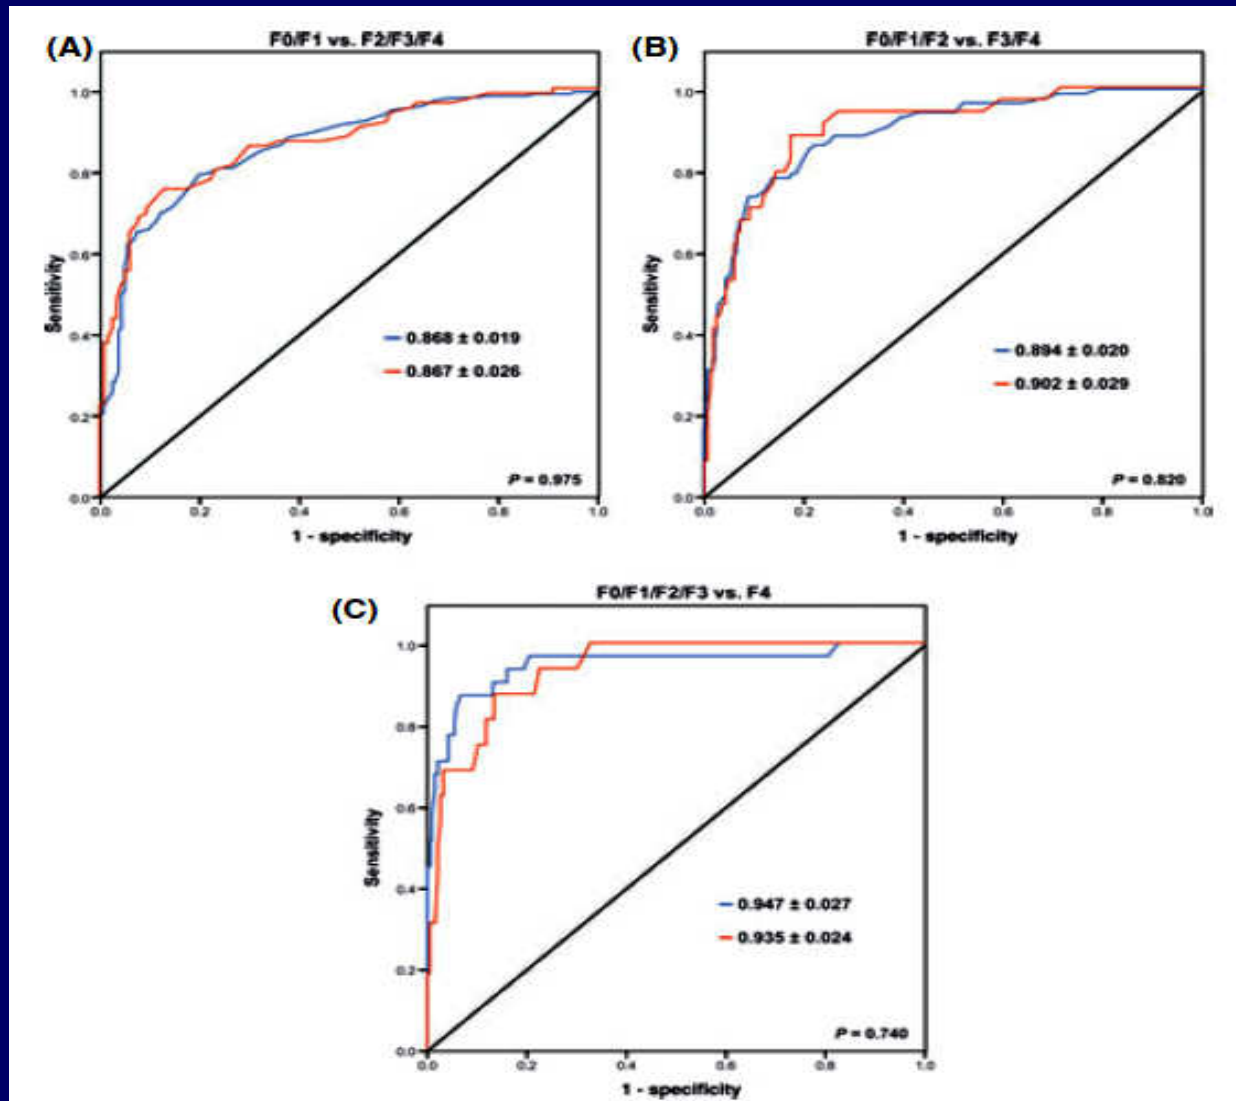 (A)
F0/F1 vs. F2/F3/F4
1.0
0.8
0.6
0.4
0.2
0.0
Sensitivity
0.868 ± 0.019
0.867 ± 0.026
P = 0.975
0.0 0.2 0.4 0.6 0.8 1.0
1 - specificity
(B)
F0/F1/F2 vs. F3/F4
1.0
0.8
0.6
0.4
0.2
0.0
Sensitivity
0.894 ± 0.020
0.902 ± 0.029
P = 0.820
0.0 0.2 0.4 0.6 0.8 1.0
1 - specificity
(C)
F0/F1/F2/F3 vs. F4
1.0
0.8
0.6
0.4
0.2
0.0
Sensitivity
0.947 ± 0.027
0.935 ± 0.024
P = 0.740
0.0 0.2 0.4 0.6 0.8 1.0
1 - specificity